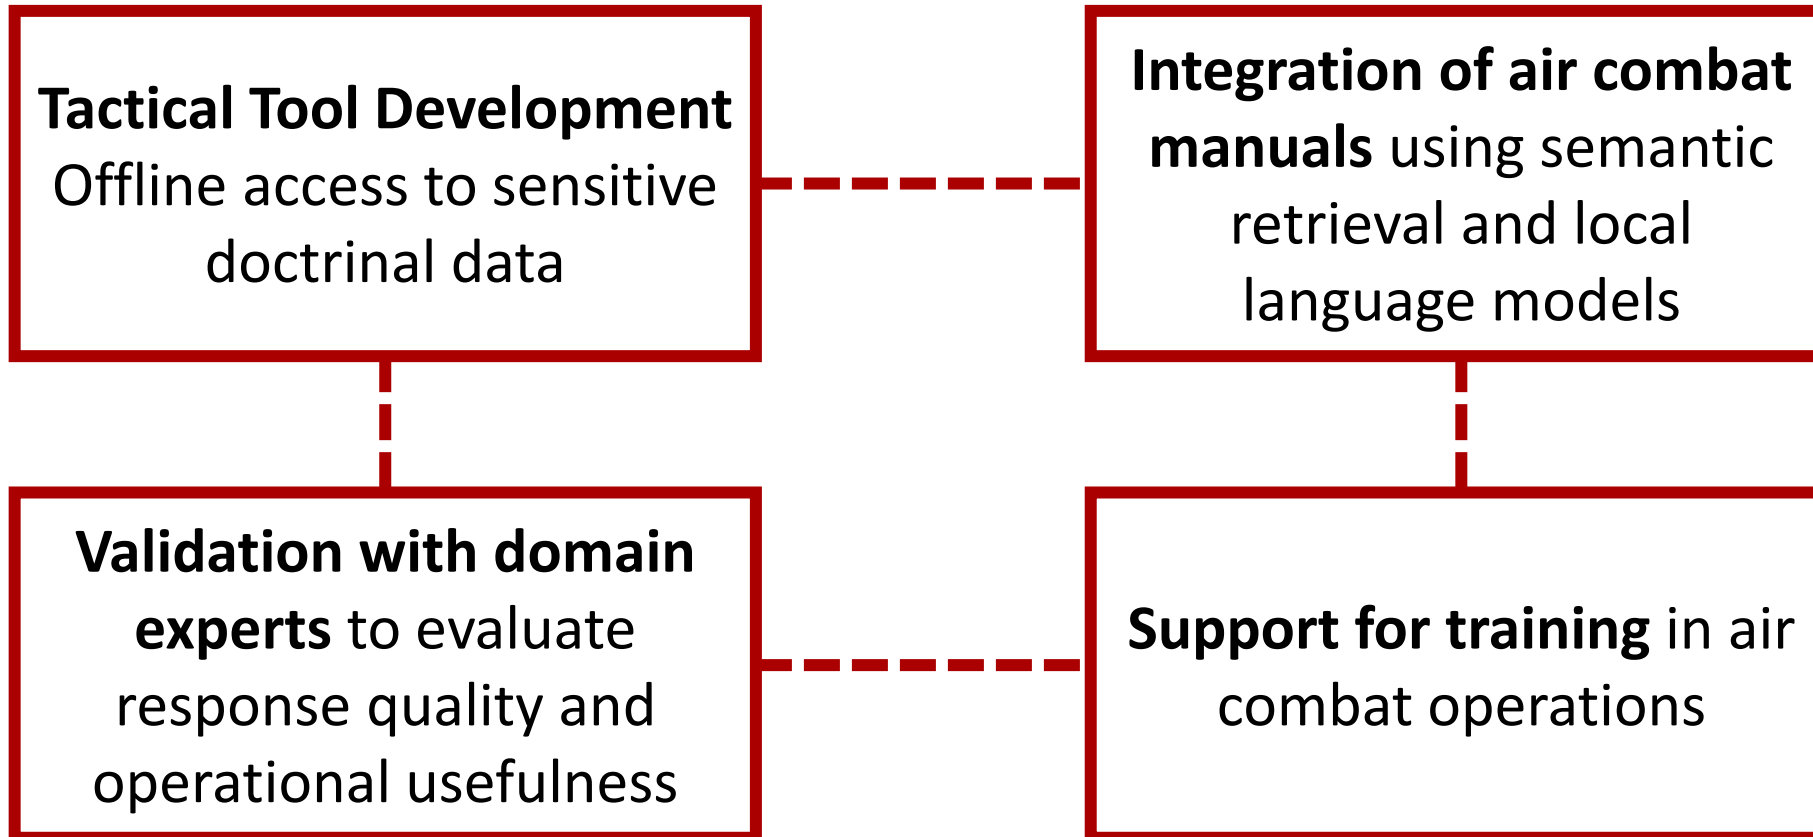 Tactical Tool Development
Offline access to sensitive
doctrinal data
Integration of air combat
manuals using semantic
retrieval and local
language models
Validation with domain
experts to evaluate
response quality and
operational usefulness
Support for training in air
combat operations